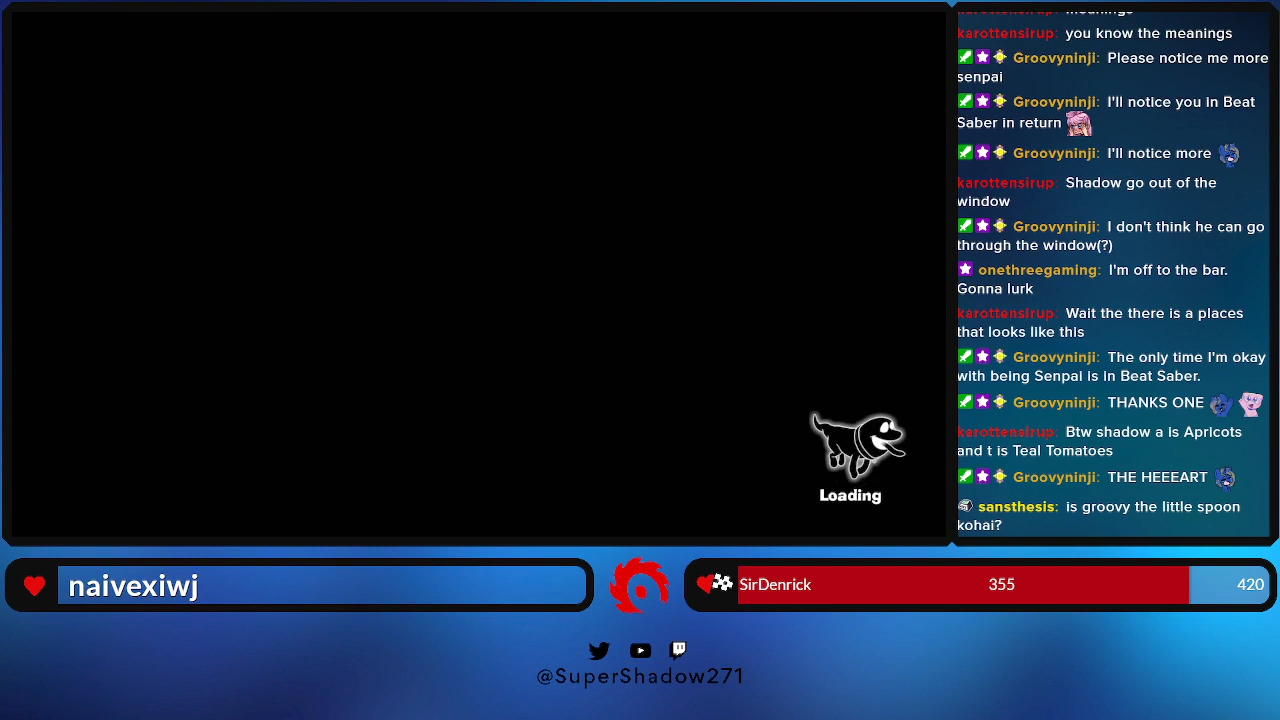 karottensirup: meanings
karottensirup: you know the meanings
Groovyninji: Please notice me more
senpai
Groovyninji: I'll notice you in Beat
Saber in return
Groovyninji: I'll notice more
karottensirup: Shadow go out of the
window
Groovyninji: I don't think he can go
through the window(?)
onethreegaming: I'm off to the bar.
Gonna lurk
karottensirup: Wait the there is a places
that looks like this
Groovyninji: The only time I'm okay
with being Senpai is in Beat Saber.
Groovyninji: THANKS ONE
karottensirup: Btw shadow a is Apricots
and t is Teal Tomatoes
Groovyninji: THE HEEEART
sansthesis: is groovy the little spoon
kohai?
Loading
naivexiwj
SirDenrick 355 420
@SuperShadow271